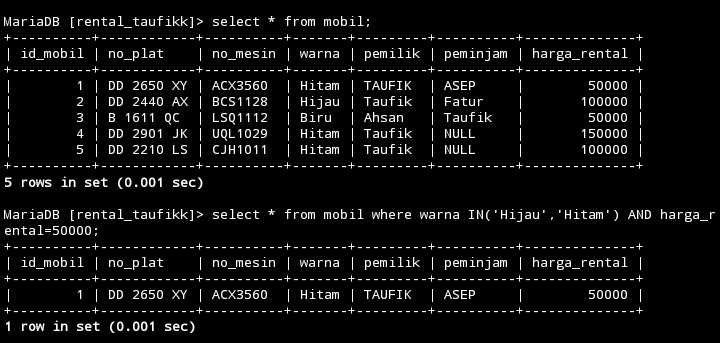 MariaDB [rental_taufikk]> select * from mobil;
+----------+------------+----------+-------+---------+----------+--------------+
| id_mobil | no_plat    | no_mesin | warna | pemilik | peminjam | harga_rental |
+----------+------------+----------+-------+---------+----------+--------------+
|        1 | DD 2650 XY | ACX3560  | Hitam | TAUFIK  | ASEP     |        50000 |
|        2 | DD 2440 AX | BCS1128  | Hijau | Taufik  | Fatur    |       100000 |
|        3 | B 1611 QC  | LSQ1112  | Biru  | Ahsan   | Taufik   |        50000 |
|        4 | DD 2901 JK | UQL1029  | Hitam | Taufik  | NULL     |       150000 |
|        5 | DD 2210 LS | CJH1011  | Hitam | Taufik  | NULL     |       100000 |
+----------+------------+----------+-------+---------+----------+--------------+
5 rows in set (0.001 sec)
MariaDB [rental_taufikk]> select * from mobil where warna IN('Hijau','Hitam') AND harga_r
ental=50000;
+----------+------------+----------+-------+---------+----------+--------------+
| id_mobil | no_plat    | no_mesin | warna | pemilik | peminjam | harga_rental |
+----------+------------+----------+-------+---------+----------+--------------+
|        1 | DD 2650 XY | ACX3560  | Hitam | TAUFIK  | ASEP     |        50000 |
+----------+------------+----------+-------+---------+----------+--------------+
1 row in set (0.001 sec)